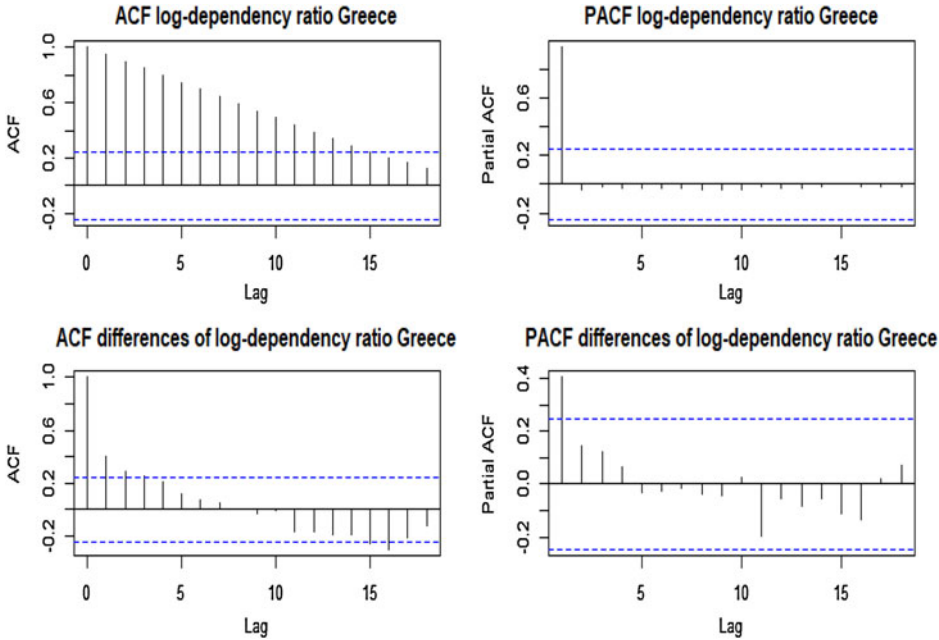 ACF log-dependency ratio Greece
ACF
1.0
0.6
0.2
-0.2
0 5 10 15
Lag
PACF log-dependency ratio Greece
Partial ACF
0.6
0.2
-0.2
5 10 15
Lag
ACF differences of log-dependency ratio Greece
ACF
1.0
0.6
0.2
-0.2
0 5 10 15
Lag
PACF differences of log-dependency ratio Greece
Partial ACF
0.4
0.2
0.0
-0.2
5 10 15
Lag